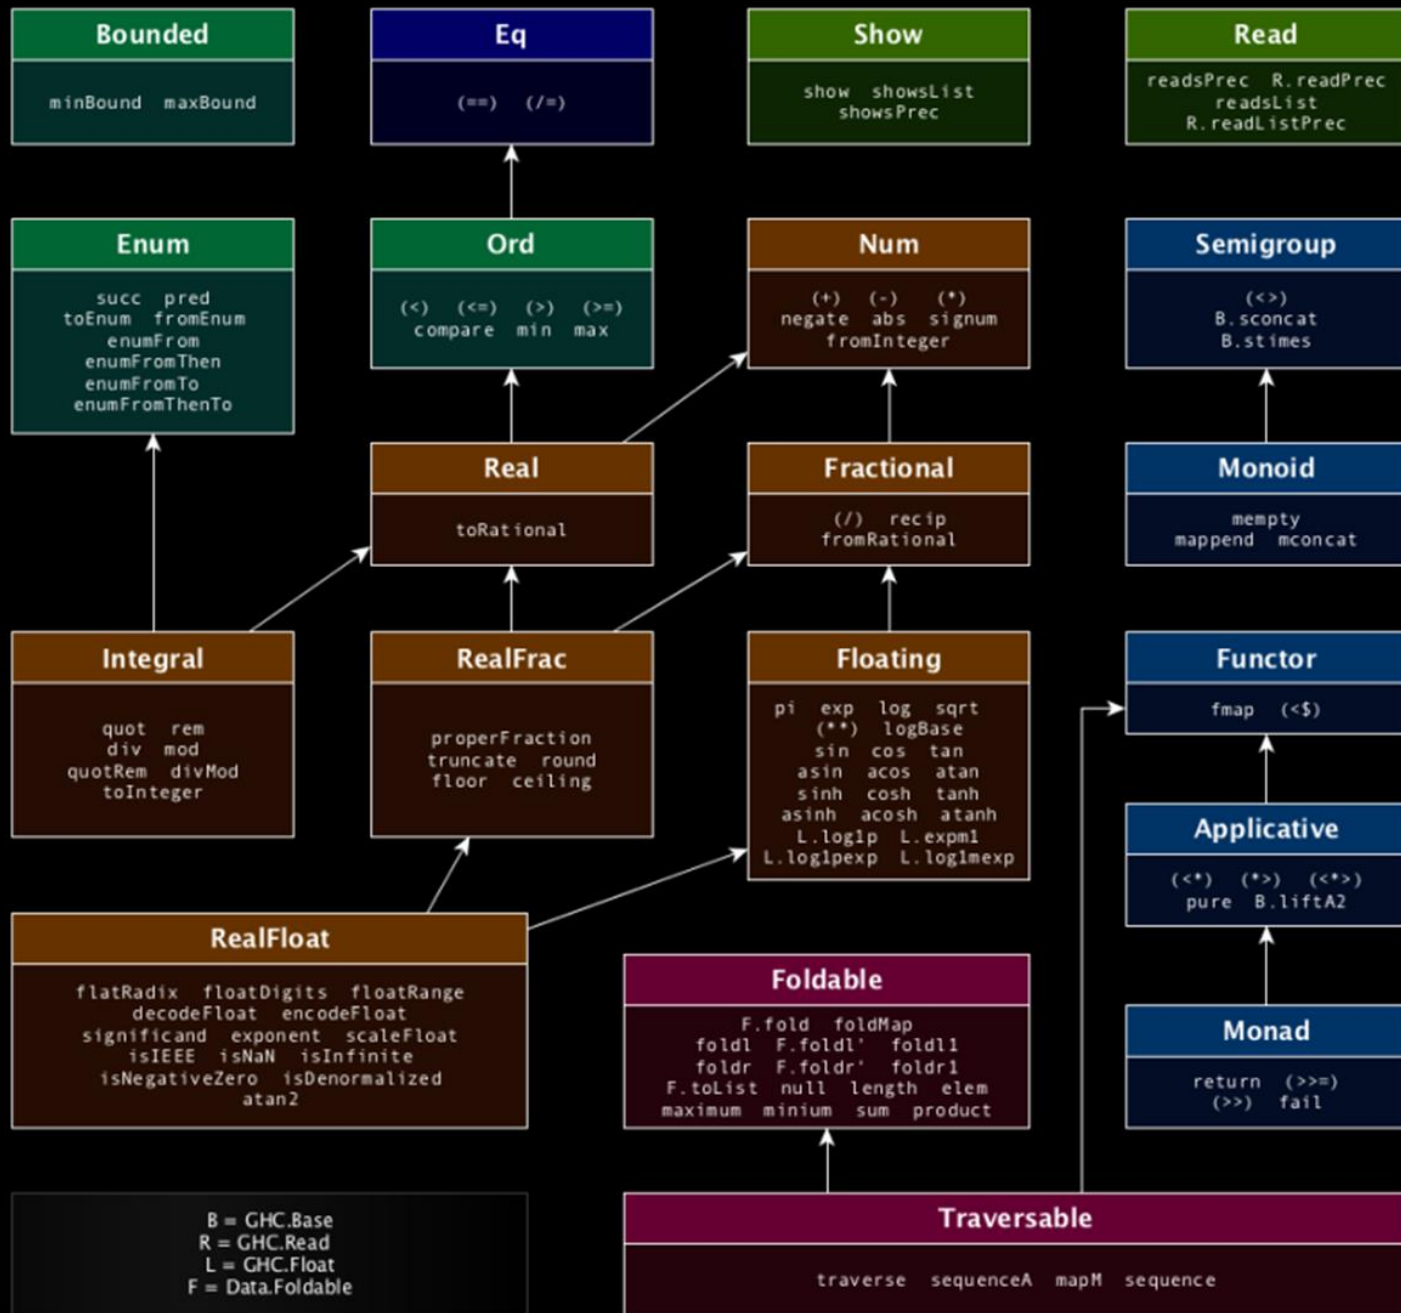 Bounded
minBound maxBound
Eq
(==) (/=)
Show
show showsList
showsPrec
Read
readsPrec R.readPrec
readsList
R.readListPrec
Enum
succ pred
toEnum fromEnum
enumFrom
enumFromThen
enumFromTo
enumFromThenTo
Ord
(<) (<=) (>) (>=)
compare min max
Num
(+) (-) (*)
negate abs signum
fromInteger
Semigroup
(<>)
B.sconcat
B.stimes
Real
toRational
Fractional
(/) recip
fromRational
Monoid
mempty
mappend mconcat
Integral
quot rem
div mod
quotRem divMod
toInteger
RealFrac
properFraction
truncate round
floor ceiling
Floating
pi exp log sqrt
(**) logBase
sin cos tan
asin acos atan
sinh cosh tanh
asinh acosh atanh
L.log1p L.expm1
L.log1pexp L.log1mexp
Functor
fmap (<$)
Applicative
(<*) (*>) (<*>)
pure B.liftA2
RealFloat
flatRadix floatDigits floatRange
decodeFloat encodeFloat
significand exponent scaleFloat
isIEEE isNaN isInfinite
isNegativeZero isDenormalized
atan2
Foldable
F.fold foldMap
foldl F.foldl' foldl1
foldr F.foldr' foldr1
F.toList null length elem
maximum minium sum product
Monad
return (>>=)
(>>) fail
B = GHC.Base
R = GHC.Read
L = GHC.Float
F = Data.Foldable
Traversable
traverse sequenceA mapM sequence